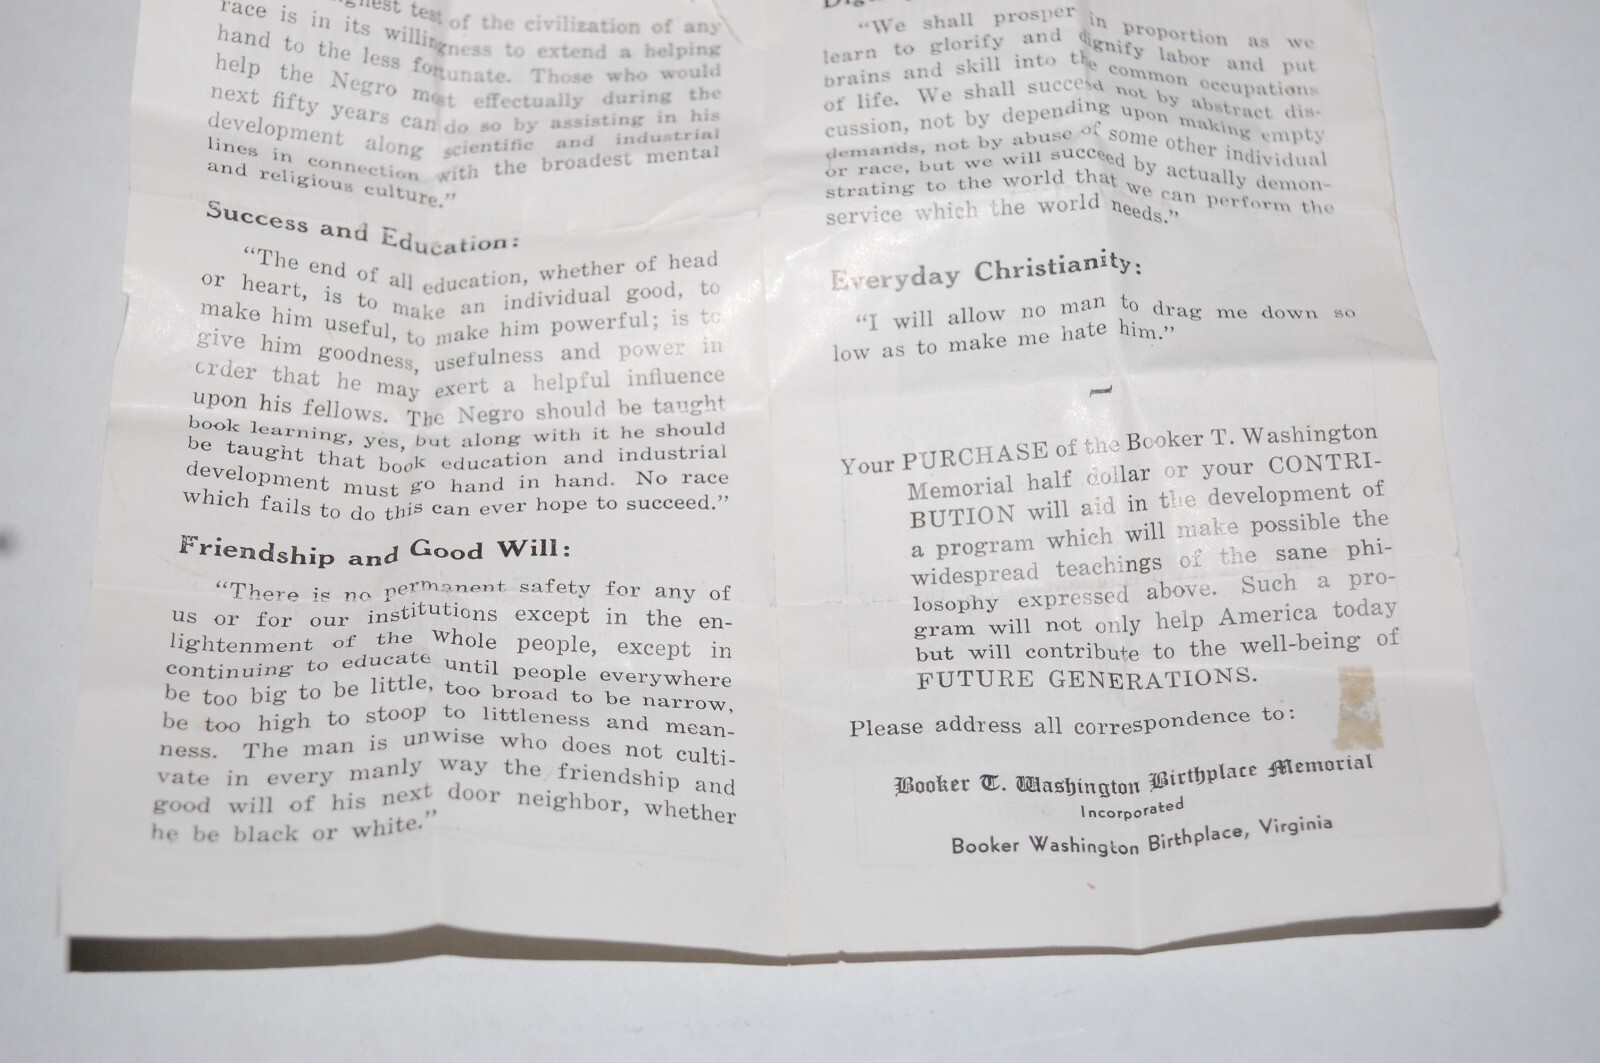 test of the civilization of any
race is in its willingness to extend a helping
hand to the less fortunate. Those who would
help the Negro most effectually during the
next fifty years can do so by assisting in his
development along scientific and industrial
lines in connection with the broadest mental
and religious culture."
Success and Education:
"The end of all education, whether of head
or heart, is to make an individual good, to
make him useful, to make him powerful; is to
give him goodness, usefulness and power in
order that he may exert a helpful influence
upon his fellows. The Negro should be taught
book learning, yes, but along with it he should
be taught that book education and industrial
development must go hand in hand. No race
which fails to do this can ever hope to succeed."
Friendship and Good Will:
"There is no permanent safety for any of
us or for our institutions except in the en-
lightenment of the whole people, except in
continuing to educate until people everywhere
be too big to be little, too broad to be narrow,
be too high to stoop to littleness and mean-
ness. The man is unwise who does not culti-
vate in every manly way the friendship and
good will of his next door neighbor, whether
he be black or white."
"We shall prosper in proportion as we
learn to glorify and dignify labor and put
brains and skill into the common occupations
of life. We shall succeed not by abstract dis-
cussion, not by depending upon making empty
demands, not by abuse of some other individual
or race, but we will succeed by actually demon-
strating to the world that we can perform the
service which the world needs."
Everyday Christianity:
"I will allow no man to drag me down so
low as to make me hate him."
Your PURCHASE of the Booker T. Washington
Memorial half dollar or your CONTRI-
BUTION will aid in the development of
a program which will make possible the
widespread teachings of the sane phi-
losophy expressed above. Such a pro-
gram will not only help America today
but will contribute to the well-being of
FUTURE GENERATIONS.
Please address all correspondence to:
Booker T. Washington Birthplace Memorial
Incorporated
Booker Washington Birthplace, Virginia